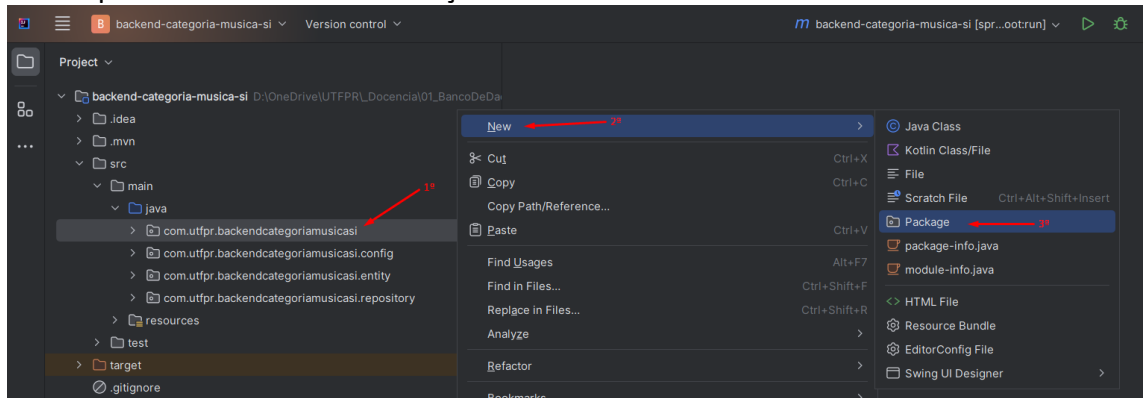 B backend-categoria-musica-si Version control m backend-categoria-musica-si [spr...oot:run]
Project
backend-categoria-musica-si D:\OneDrive\UTFPR\_Docencia\01_BancoDeDa
.idea
.mvn
src
main
1º
java
com.utfpr.backendcategoriamusicasi
com.utfpr.backendcategoriamusicasi.config
com.utfpr.backendcategoriamusicasi.entity
com.utfpr.backendcategoriamusicasi.repository
resources
test
target
.gitignore
New 2º
Cut Ctrl+X
Copy Ctrl+C
Copy Path/Reference...
Paste Ctrl+V
Find Usages Alt+F7
Find in Files... Ctrl+Shift+F
Replace in Files... Ctrl+Shift+R
Analyze
Refactor
Bookmarks
Java Class
Kotlin Class/File
File
Scratch File Ctrl+Alt+Shift+Insert
Package 3º
package-info.java
module-info.java
HTML File
Resource Bundle
EditorConfig File
Swing UI Designer